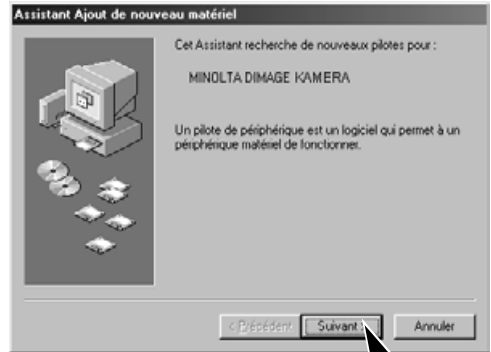 Assistant Ajout de nouveau matériel
Cet Assistant recherche de nouveaux pilotes pour :
MINOLTA DIMAGE KAMERA
Un pilote de périphérique est un logiciel qui permet à un
périphérique matériel de fonctionner.
< Précédent
Suivant >
Annuler